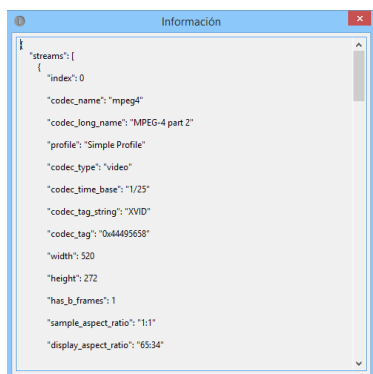 Información
{
"streams": [
{
"index": 0
"codec_name": "mpeg4"
"codec_long_name": "MPEG-4 part 2"
"profile": "Simple Profile"
"codec_type": "video"
"codec_time_base": "1/25"
"codec_tag_string": "XVID"
"codec_tag": "0x44495658"
"width": 520
"height": 272
"has_b_frames": 1
"sample_aspect_ratio": "1:1"
"display_aspect_ratio": "65:34"